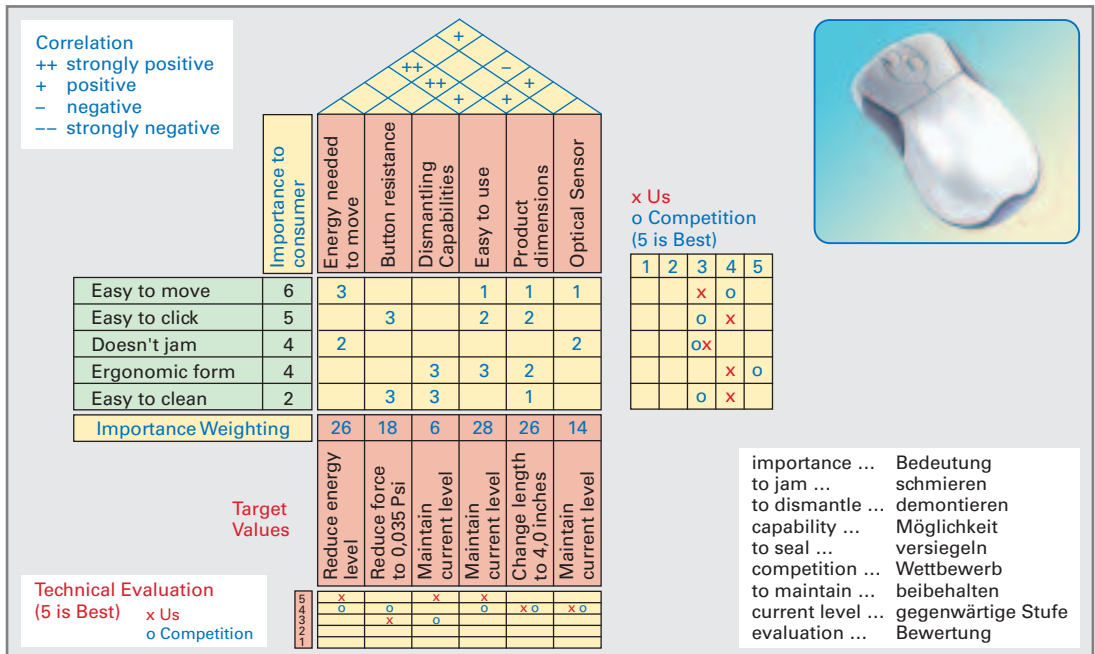 Correlation
++ strongly positive
+ positive
– negative
–– strongly negative
+
++ –
++ +
+ +
Importance to
consumer
Energy needed
to move
Button resistance
Dismantling
Capabilities
Easy to use
Product
dimensions
Optical Sensor
x Us
o Competition
(5 is Best)
1 2 3 4 5
Easy to move 6 3 1 1 1 x o
Easy to click 5 3 2 2 o x
Doesn't jam 4 2 2 ox
Ergonomic form 4 3 3 2 x o
Easy to clean 2 3 3 1 o x
Importance Weighting 26 18 6 28 26 14
Target
Values
Reduce energy
level
Reduce force
to 0,035 Psi
Maintain
current level
Maintain
current level
Change length
to 4,0 inches
Maintain
current level
Technical Evaluation
(5 is Best) x Us
o Competition
5 x x x
4 o o o x o x o
3 x o
2
1
importance ... Bedeutung
to jam ... schmieren
to dismantle ... demontieren
capability ... Möglichkeit
to seal ... versiegeln
competition ... Wettbewerb
to maintain ... beibehalten
current level ... gegenwärtige Stufe
evaluation ... Bewertung